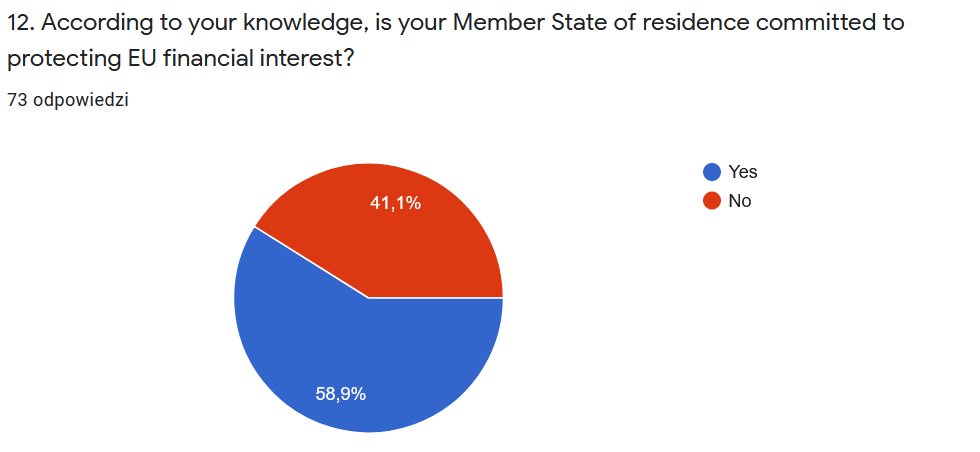 12. According to your knowledge, is your Member State of residence committed to
protecting EU financial interest?
73 odpowiedzi
Yes
No
41,1%
58,9%